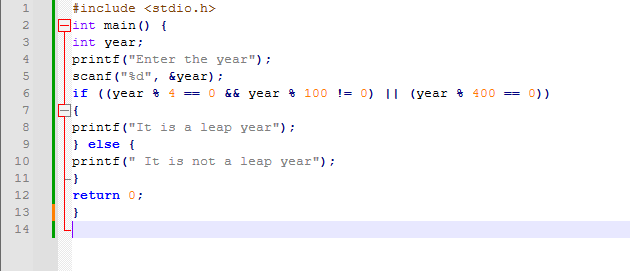 1 #include <stdio.h>
2 int main() {
3 int year;
4 printf("Enter the year");
5 scanf("%d", &year);
6 if ((year % 4 == 0 && year % 100 != 0) || (year % 400 == 0))
7 {
8 printf("It is a leap year");
9 } else {
10 printf(" It is not a leap year");
11 }
12 return 0;
13 }
14